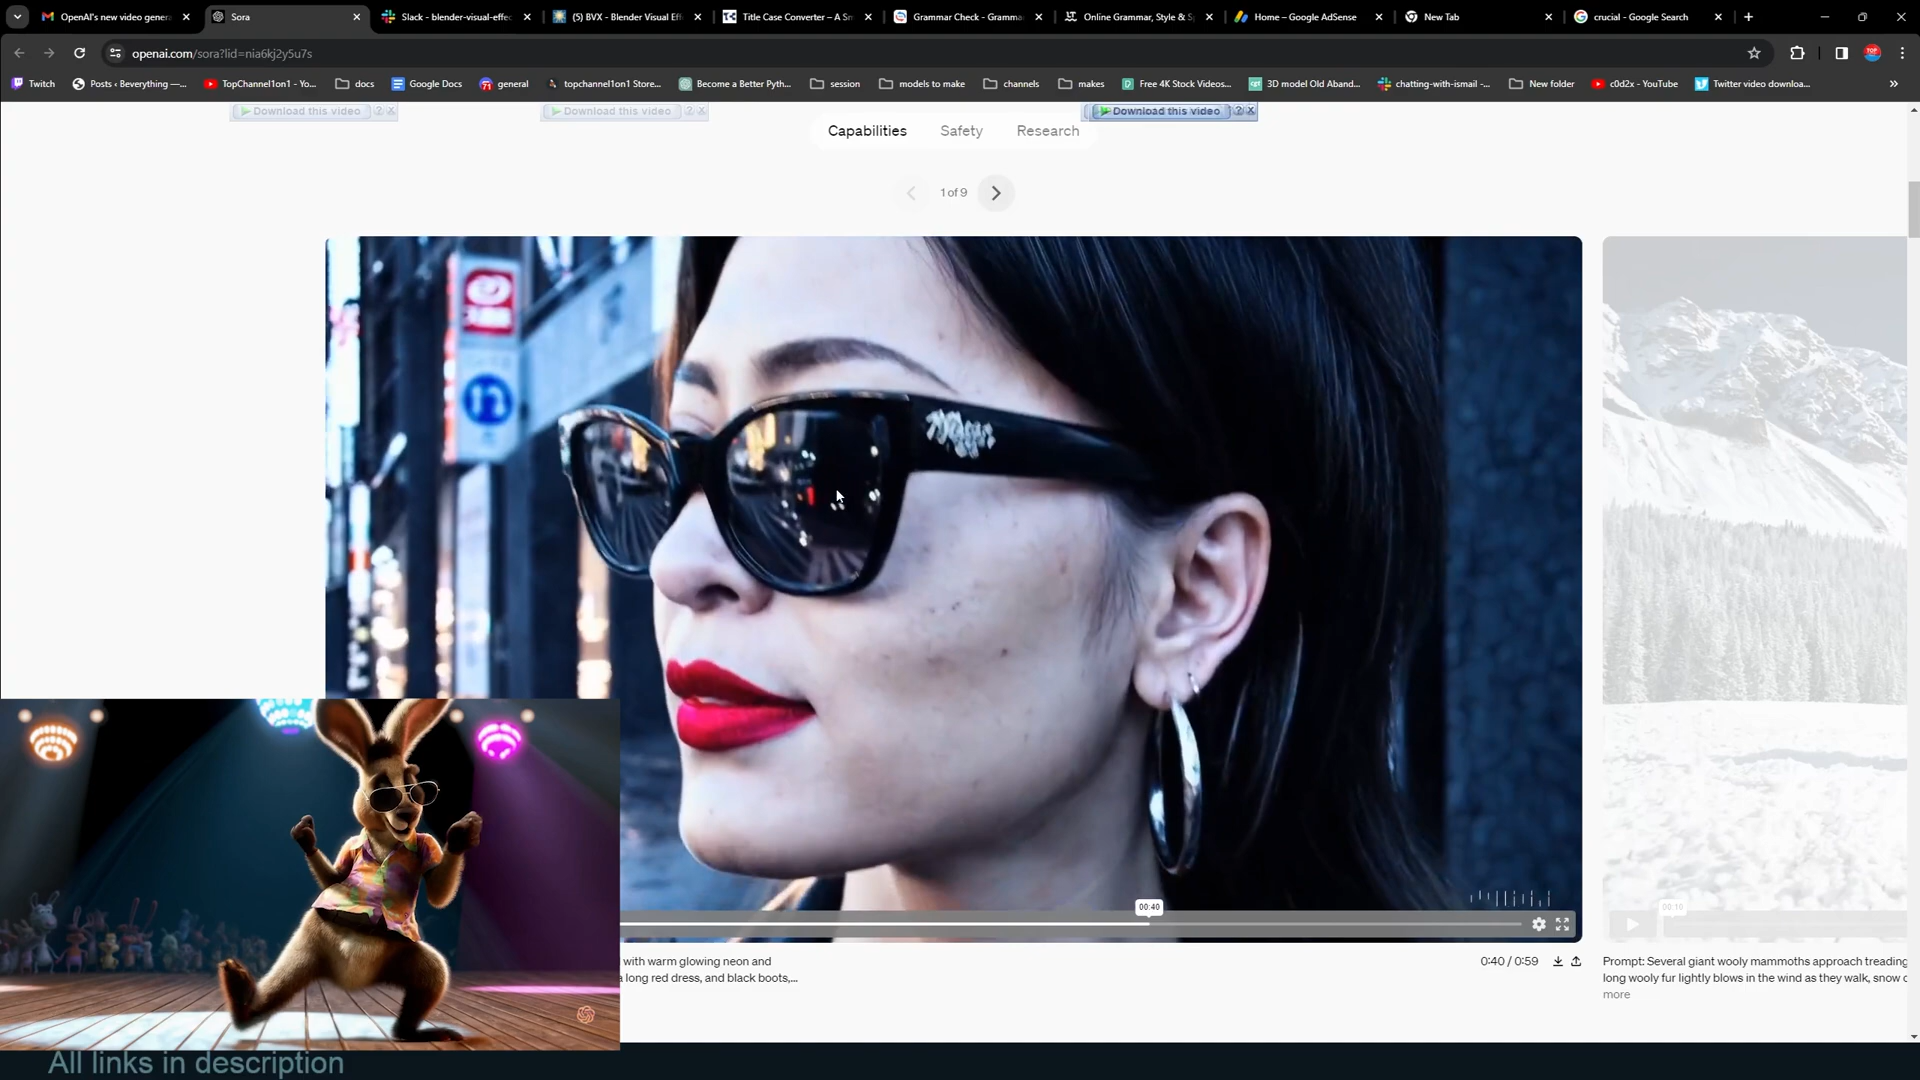 OpenAI's new video genera
Sora
Slack - blender-visual-effec
(5) BVX - Blender Visual Eff
Title Case Converter – A Sm
Grammar Check - Gramma
Online Grammar, Style & S
Home – Google AdSense
New Tab
crucial - Google Search
openai.com/sora?lid=nia6kj2y5u7s
Twitch
Posts ‹ Beverything —...
TopChannel1on1 - Yo...
docs
Google Docs
general
topchannel1on1 Store...
Become a Better Pyth...
session
models to make
channels
makes
Free 4K Stock Videos...
3D model Old Aband...
chatting-with-ismail -...
New folder
c0d2x - YouTube
Twitter video downloa...
»
Download this video ? X
Download this video ? X
Download this video ? X
Capabilities Safety Research
1 of 9
00:40
00:10
with warm glowing neon and
a long red dress, and black boots,...
0:40 / 0:59
Prompt: Several giant wooly mammoths approach treading
long wooly fur lightly blows in the wind as they walk, snow c
more
All links in description